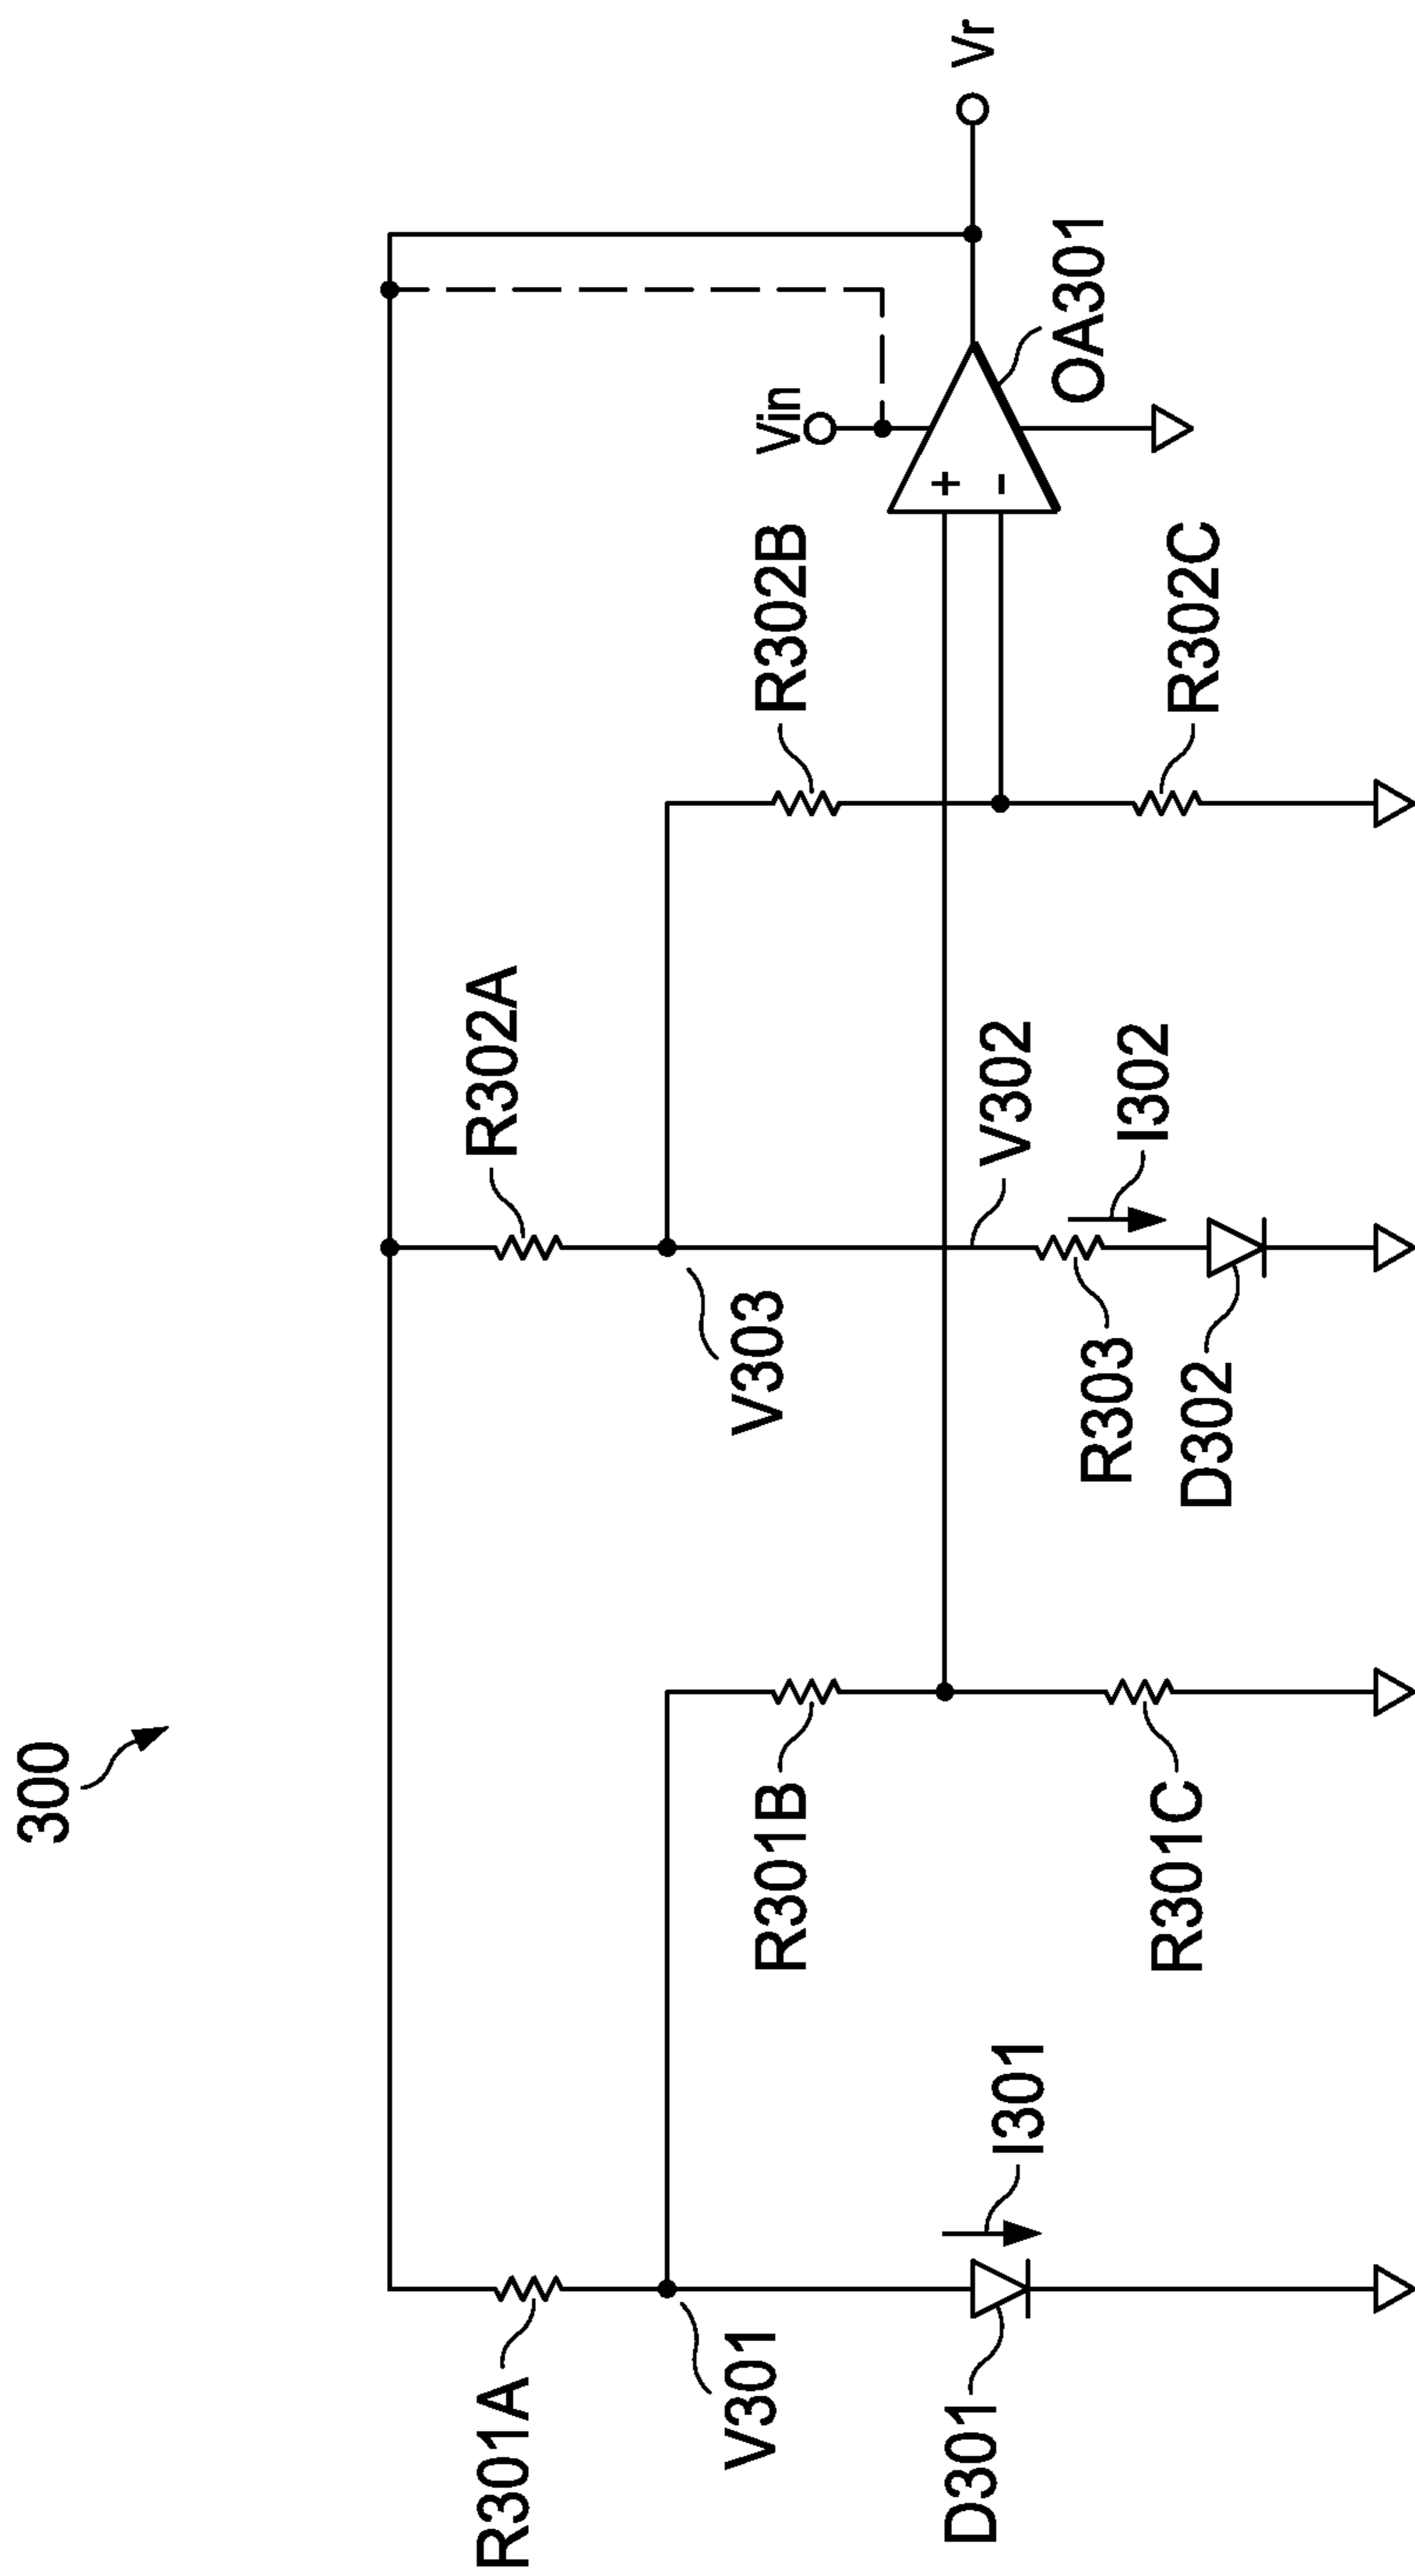 300
R301A
V301
D301
I301
R301B
R301C
R302A
V303
V302
I302
R303
D302
R302B
R302C
Vin
+
-
OA301
Vr